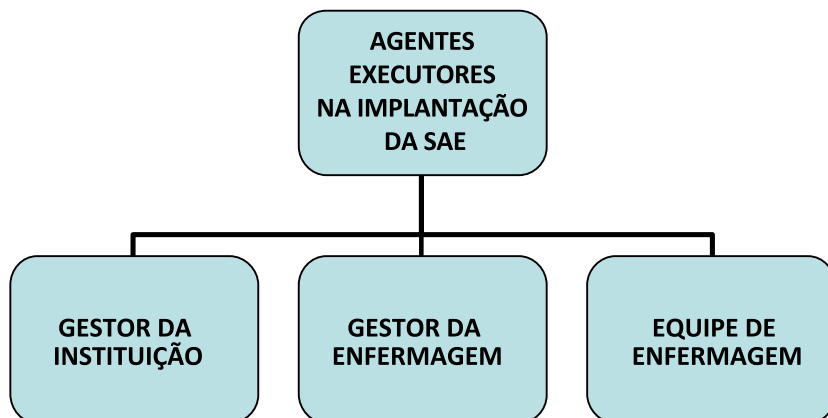 AGENTES
EXECUTORES
NA IMPLANTAÇÃO
DA SAE
GESTOR DA
INSTITUIÇÃO
GESTOR DA
ENFERMAGEM
EQUIPE DE
ENFERMAGEM